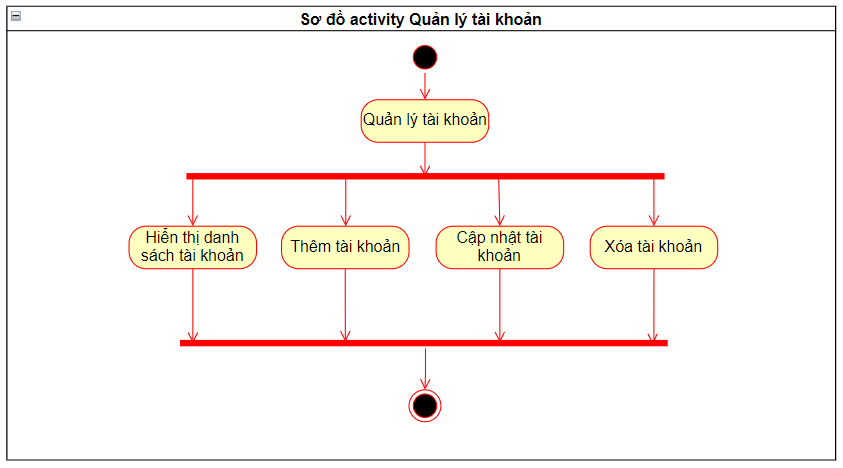 Sơ đồ activity Quản lý tài khoản
Quản lý tài khoản
Hiển thị danh
sách tài khoản
Thêm tài khoản
Cập nhật tài
khoản
Xóa tài khoản